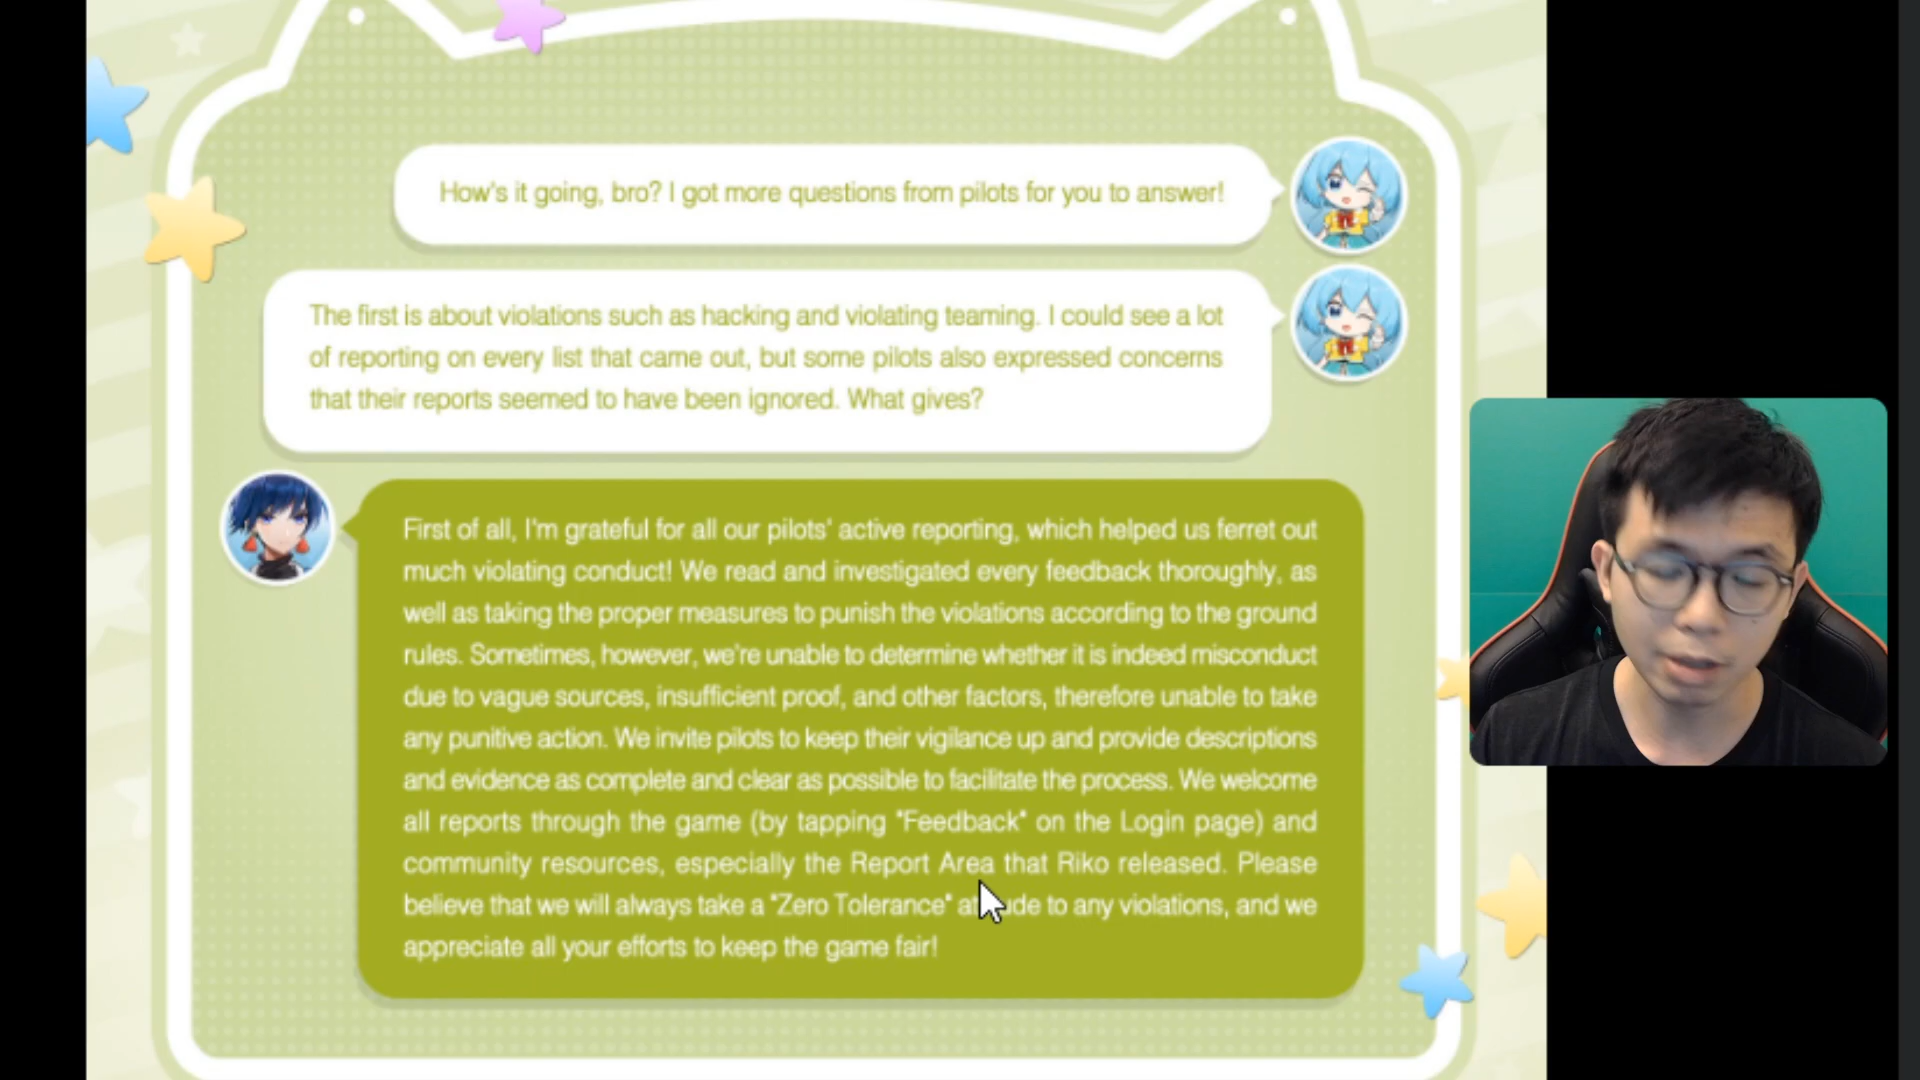 How's it going, bro? I got more questions from pilots for you to answer!
The first is about violations such as hacking and violating teaming. I could see a lot
of reporting on every list that came out, but some pilots also expressed concerns
that their reports seemed to have been ignored. What gives?
First of all, I'm grateful for all our pilots' active reporting, which helped us ferret out
much violating conduct! We read and investigated every feedback thoroughly, as
well as taking the proper measures to punish the violations according to the ground
rules. Sometimes, however, we're unable to determine whether it is indeed misconduct
due to vague sources, insufficient proof, and other factors, therefore unable to take
any punitive action. We invite pilots to keep their vigilance up and provide descriptions
and evidence as complete and clear as possible to facilitate the process. We welcome
all reports through the game (by tapping "Feedback" on the Login page) and
community resources, especially the Report Area that Riko released. Please
believe that we will always take a "Zero Tolerance" to any violations, and we
appreciate all your efforts to keep the game fair!